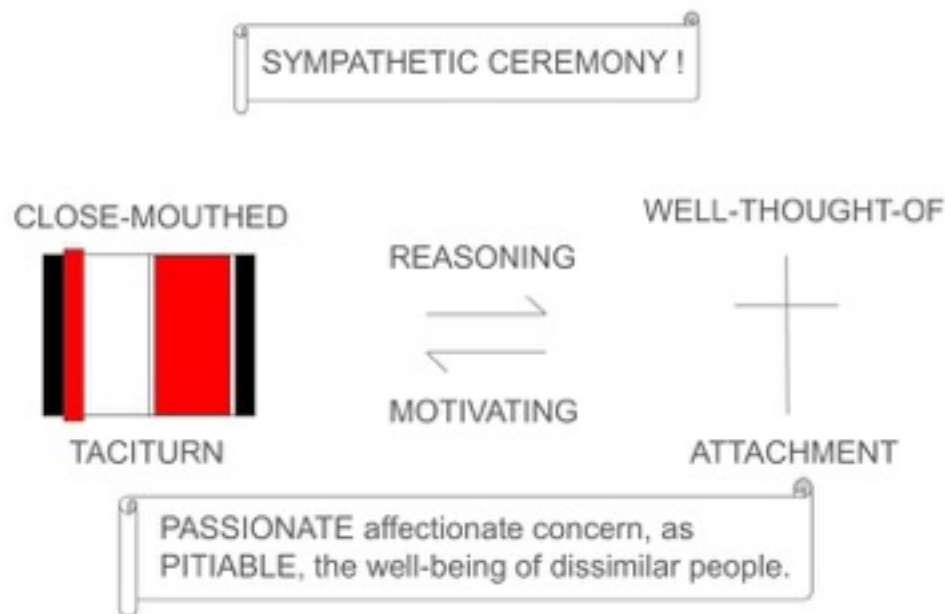 SYMPATHETIC CEREMONY !
CLOSE-MOUTHED
WELL-THOUGHT-OF
REASONING
MOTIVATING
TACITURN
ATTACHMENT
PASSIONATE affectionate concern, as
PITIABLE, the well-being of dissimilar people.